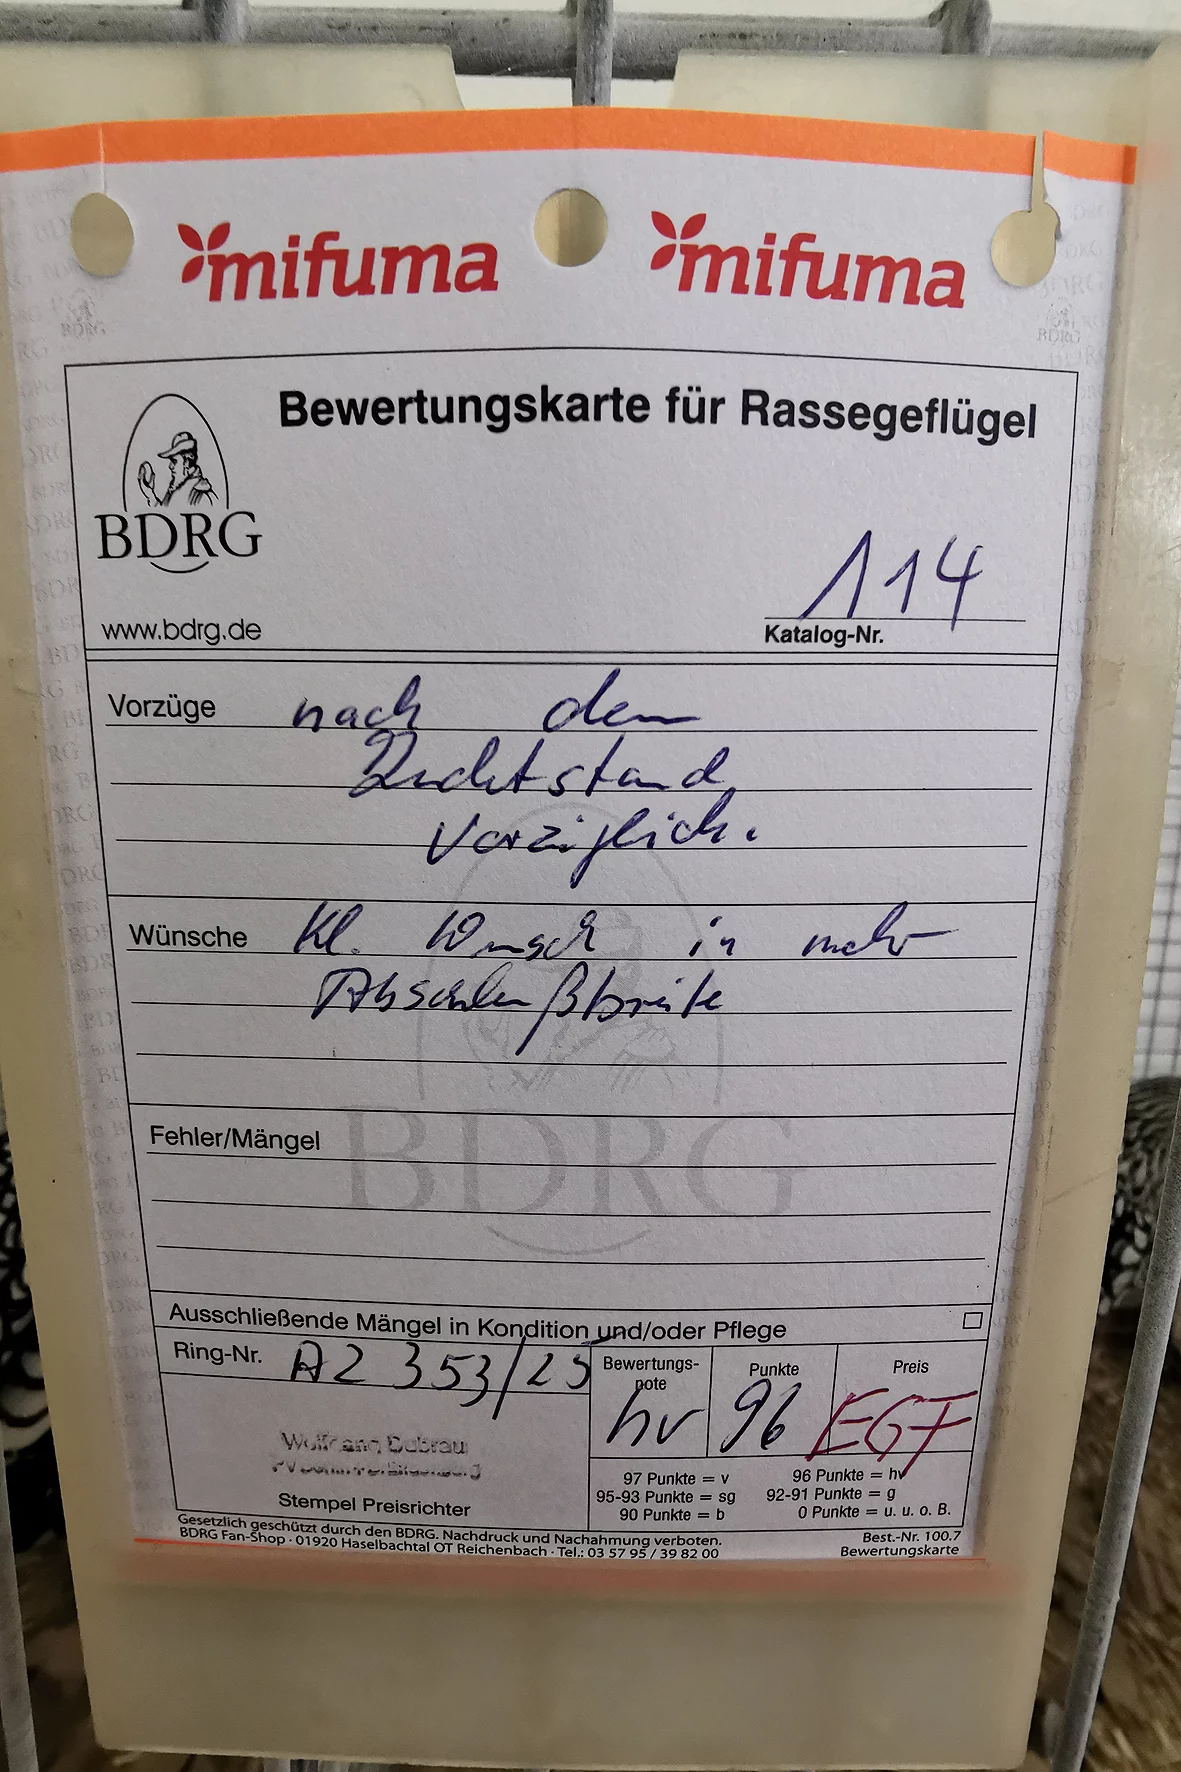 mifuma mifuma
Bewertungskarte für Rassegeflügel
BDRG
www.bdrg.de
114
Katalog-Nr.
Vorzüge nach dem
Zuchtstand
Vorzüglich.
Wünsche Kl. Wunsch in mehr
Abschlußbreite
BDRG
Fehler/Mängel
Ausschließende Mängel in Kondition und/oder Pflege
Ring-Nr. AZ 353/25
Bewertungs-
note
hv
Punkte
96
Preis
EGF
Wolfgang Dubrau
Stempel Preisrichter
97 Punkte = v 96 Punkte = hv
95-93 Punkte = sg 92-91 Punkte = g
90 Punkte = b 0 Punkte = u. u. o. B.
Gesetzlich geschützt durch den BDRG. Nachdruck und Nachahmung verboten.
BDRG Fan-Shop · 01920 Haselbachtal OT Reichenbach · Tel.: 03 57 95 / 39 82 00
Best.-Nr. 100.7
Bewertungskarte